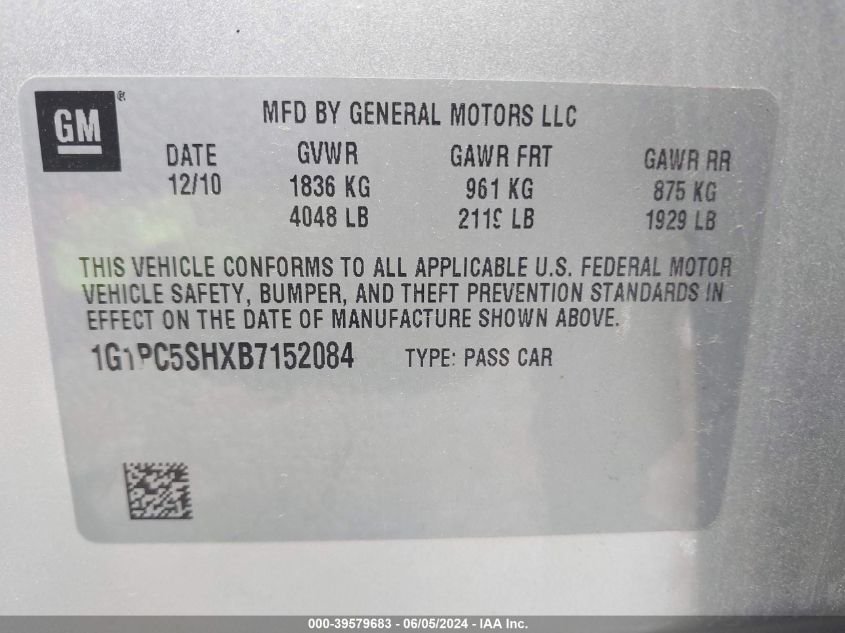 GM ®
MFD BY GENERAL MOTORS LLC
DATE GVWR GAWR FRT GAWR RR
12/10 1836 KG 961 KG 875 KG
4048 LB 2119 LB 1929 LB
THIS VEHICLE CONFORMS TO ALL APPLICABLE U.S. FEDERAL MOTOR
VEHICLE SAFETY, BUMPER, AND THEFT PREVENTION STANDARDS IN
EFFECT ON THE DATE OF MANUFACTURE SHOWN ABOVE.
1G1PC5SHXB7152084 TYPE: PASS CAR
000-39579683 - 06/05/2024 - IAA Inc.